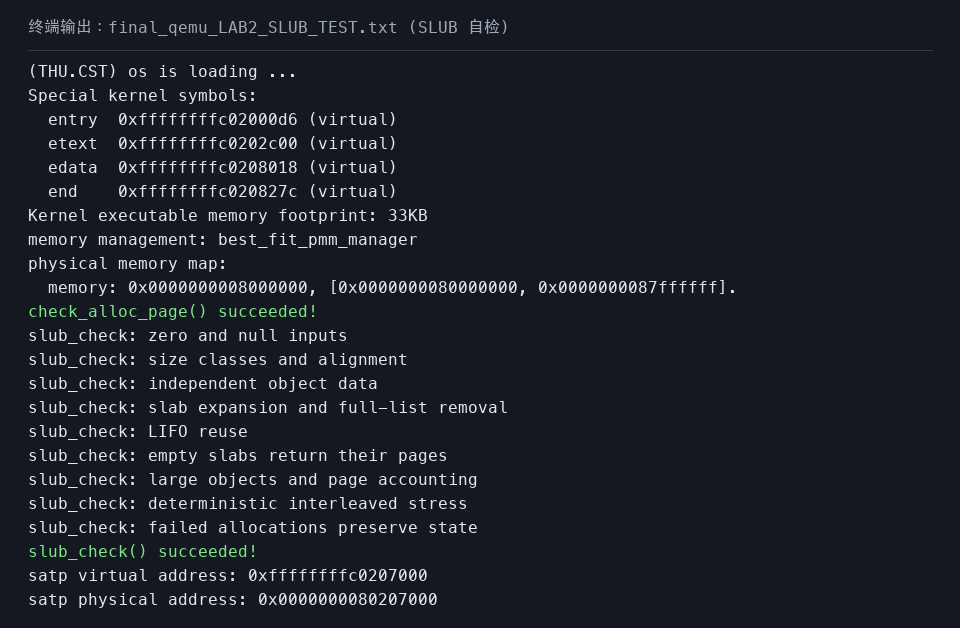 终端输出：final_qemu_LAB2_SLUB_TEST.txt (SLUB 自检)
(THU.CST) os is loading ...
Special kernel symbols:
  entry  0xffffffffc02000d6 (virtual)
  etext  0xffffffffc0202c00 (virtual)
  edata  0xffffffffc0208018 (virtual)
  end    0xffffffffc020827c (virtual)
Kernel executable memory footprint: 33KB
memory management: best_fit_pmm_manager
physical memory map:
  memory: 0x0000000008000000, [0x0000000080000000, 0x0000000087ffffff].
check_alloc_page() succeeded!
slub_check: zero and null inputs
slub_check: size classes and alignment
slub_check: independent object data
slub_check: slab expansion and full-list removal
slub_check: LIFO reuse
slub_check: empty slabs return their pages
slub_check: large objects and page accounting
slub_check: deterministic interleaved stress
slub_check: failed allocations preserve state
slub_check() succeeded!
satp virtual address: 0xffffffffc0207000
satp physical address: 0x0000000080207000